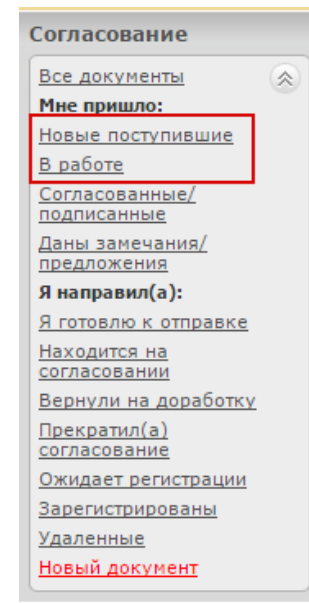 Согласование
Все документы
Мне пришло:
Новые поступившие
В работе
Согласованные/
подписанные
Даны замечания/
предложения
Я направил(а):
Я готовлю к отправке
Находится на
согласовании
Вернули на доработку
Прекратил(а)
согласование
Ожидает регистрации
Зарегистрированы
Удаленные
Новый документ